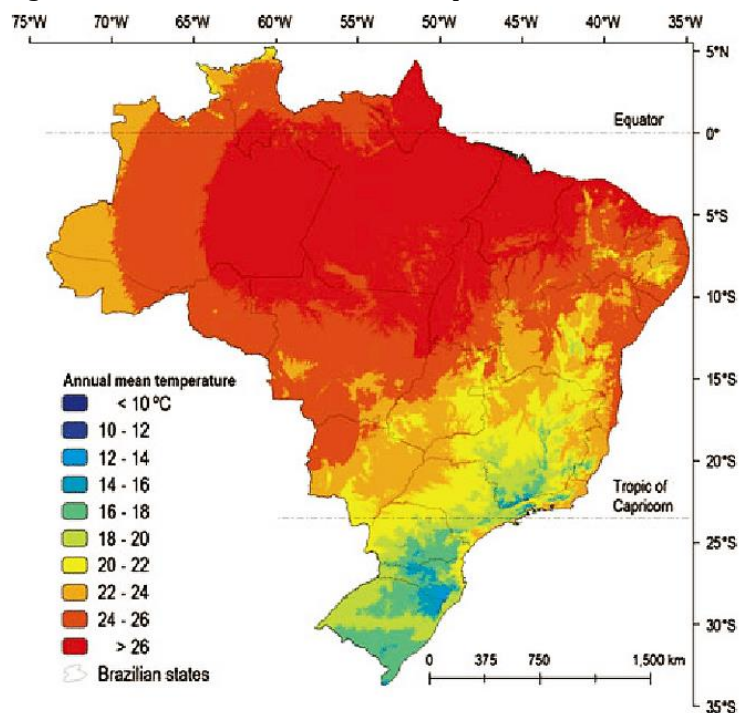 75°W 70°W 65°W 60°W 55°W 50°W 45°W 40°W 35°W
5°N
Equator
0°
5°S
10°S
Annual mean temperature
< 10 ºC
15°S
10 - 12
12 - 14
14 - 16
20°S
16 - 18
Tropic of
Capricorn
18 - 20
20 - 22
25°S
22 - 24
24 - 26
> 26
30°S
Brazilian states
0 375 750 1,500 km
35°S